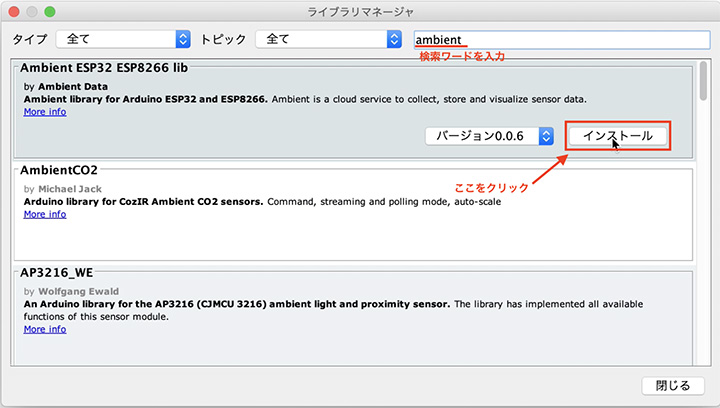 ライブラリマネージャ
タイプ 全て トピック 全て ambient
検索ワードを入力
Ambient ESP32 ESP8266 lib
by Ambient Data
Ambient library for Arduino ESP32 and ESP8266. Ambient is a cloud service to collect, store and visualize sensor data.
More info
バージョン0.0.6 インストール
ここをクリック
AmbientCO2
by Michael Jack
Arduino library for CozIR Ambient CO2 sensors. Command, streaming and polling mode, auto-scale
More info
AP3216_WE
by Wolfgang Ewald
An Arduino library for the AP3216 (CJMCU 3216) ambient light and proximity sensor. The library has implemented all available
functions of this sensor module.
More info
閉じる